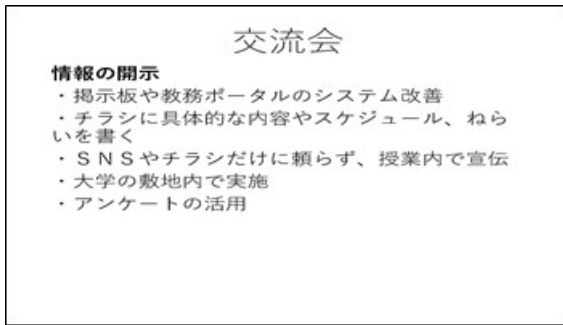 交流会
情報の開示
・掲示板や教務ポータルのシステム改善
・チラシに具体的な内容やスケジュール、ねら
いを書く
・ＳＮＳやチラシだけに頼らず、授業内で宣伝
・大学の敷地内で実施
・アンケートの活用